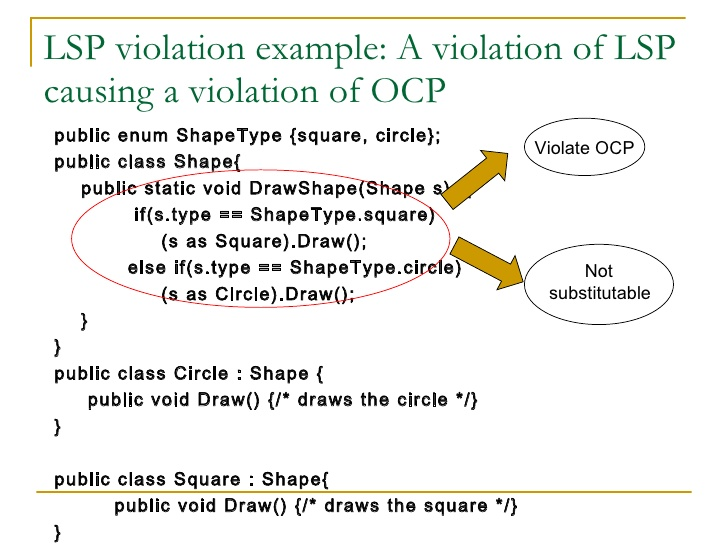 LSP violation example: A violation of LSP
causing a violation of OCP
public enum ShapeType {square, circle};
public class Shape{
public static void DrawShape(Shape s) {
if(s.type == ShapeType.square)
(s as Square).Draw();
else if(s.type == ShapeType.circle)
(s as Circle).Draw();
}
}
public class Circle : Shape {
public void Draw() {/* draws the circle */}
}
public class Square : Shape{
public void Draw() {/* draws the square */}
}
Violate OCP
Not
substitutable